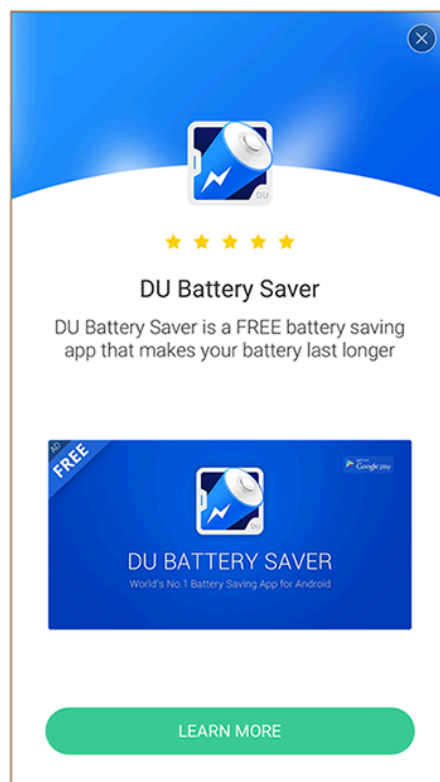 DU
DU Battery Saver
DU Battery Saver is a FREE battery saving
app that makes your battery last longer
AD
FREE
Google play
DU
DU BATTERY SAVER
World's No.1 Battery Saving App for Android
LEARN MORE